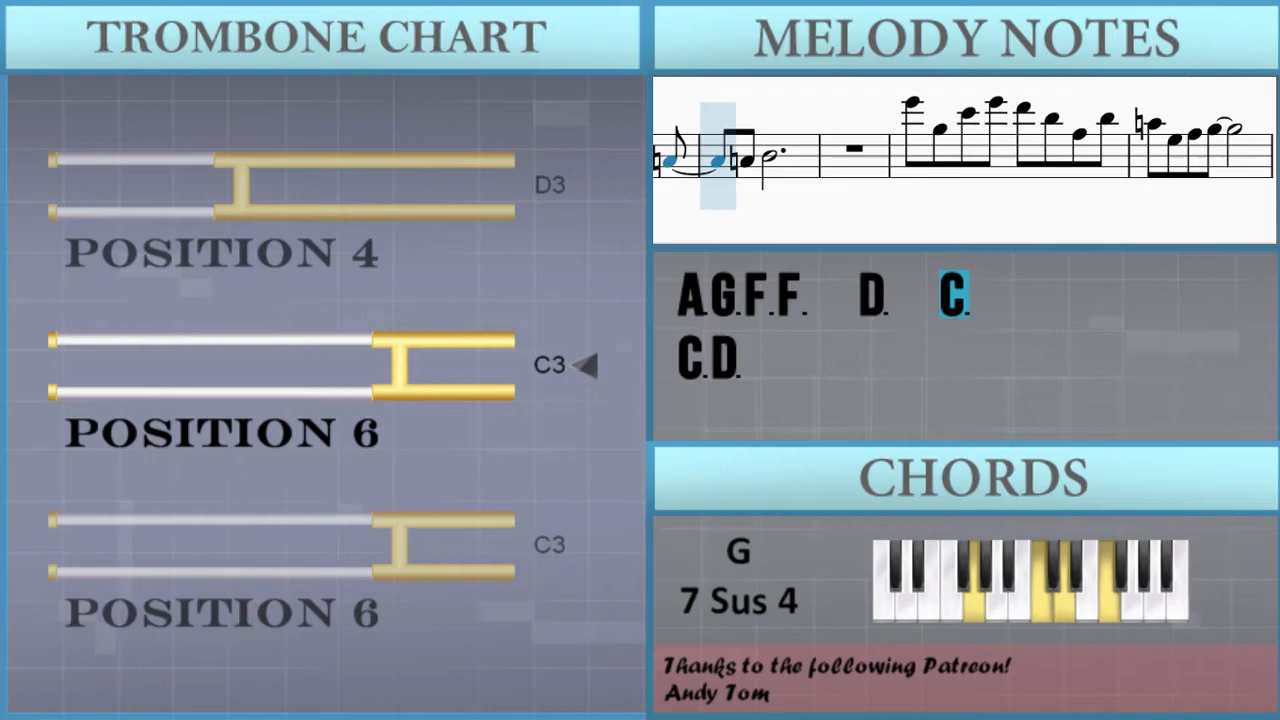 TROMBONE CHART
D3
POSITION 4
C3
POSITION 6
C3
POSITION 6
MELODY NOTES
A.G.F.F. D. C.
C.D.
CHORDS
G
7 Sus 4
Thanks to the following Patreon!
Andy Tom